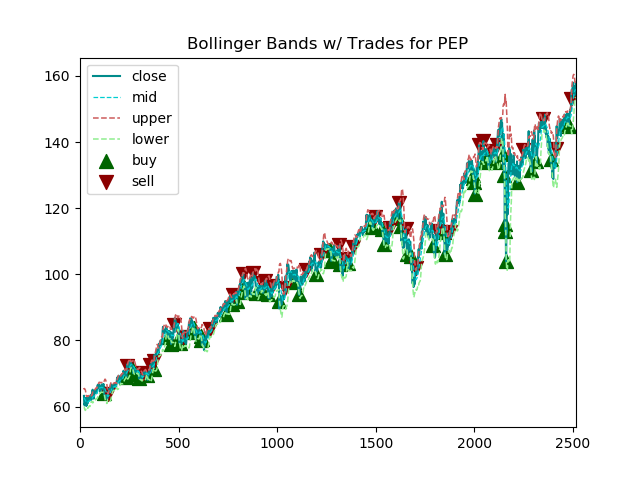 Bollinger Bands w/ Trades for PEP
close
mid
upper
lower
buy
sell
160
140
120
100
80
60
0 500 1000 1500 2000 2500